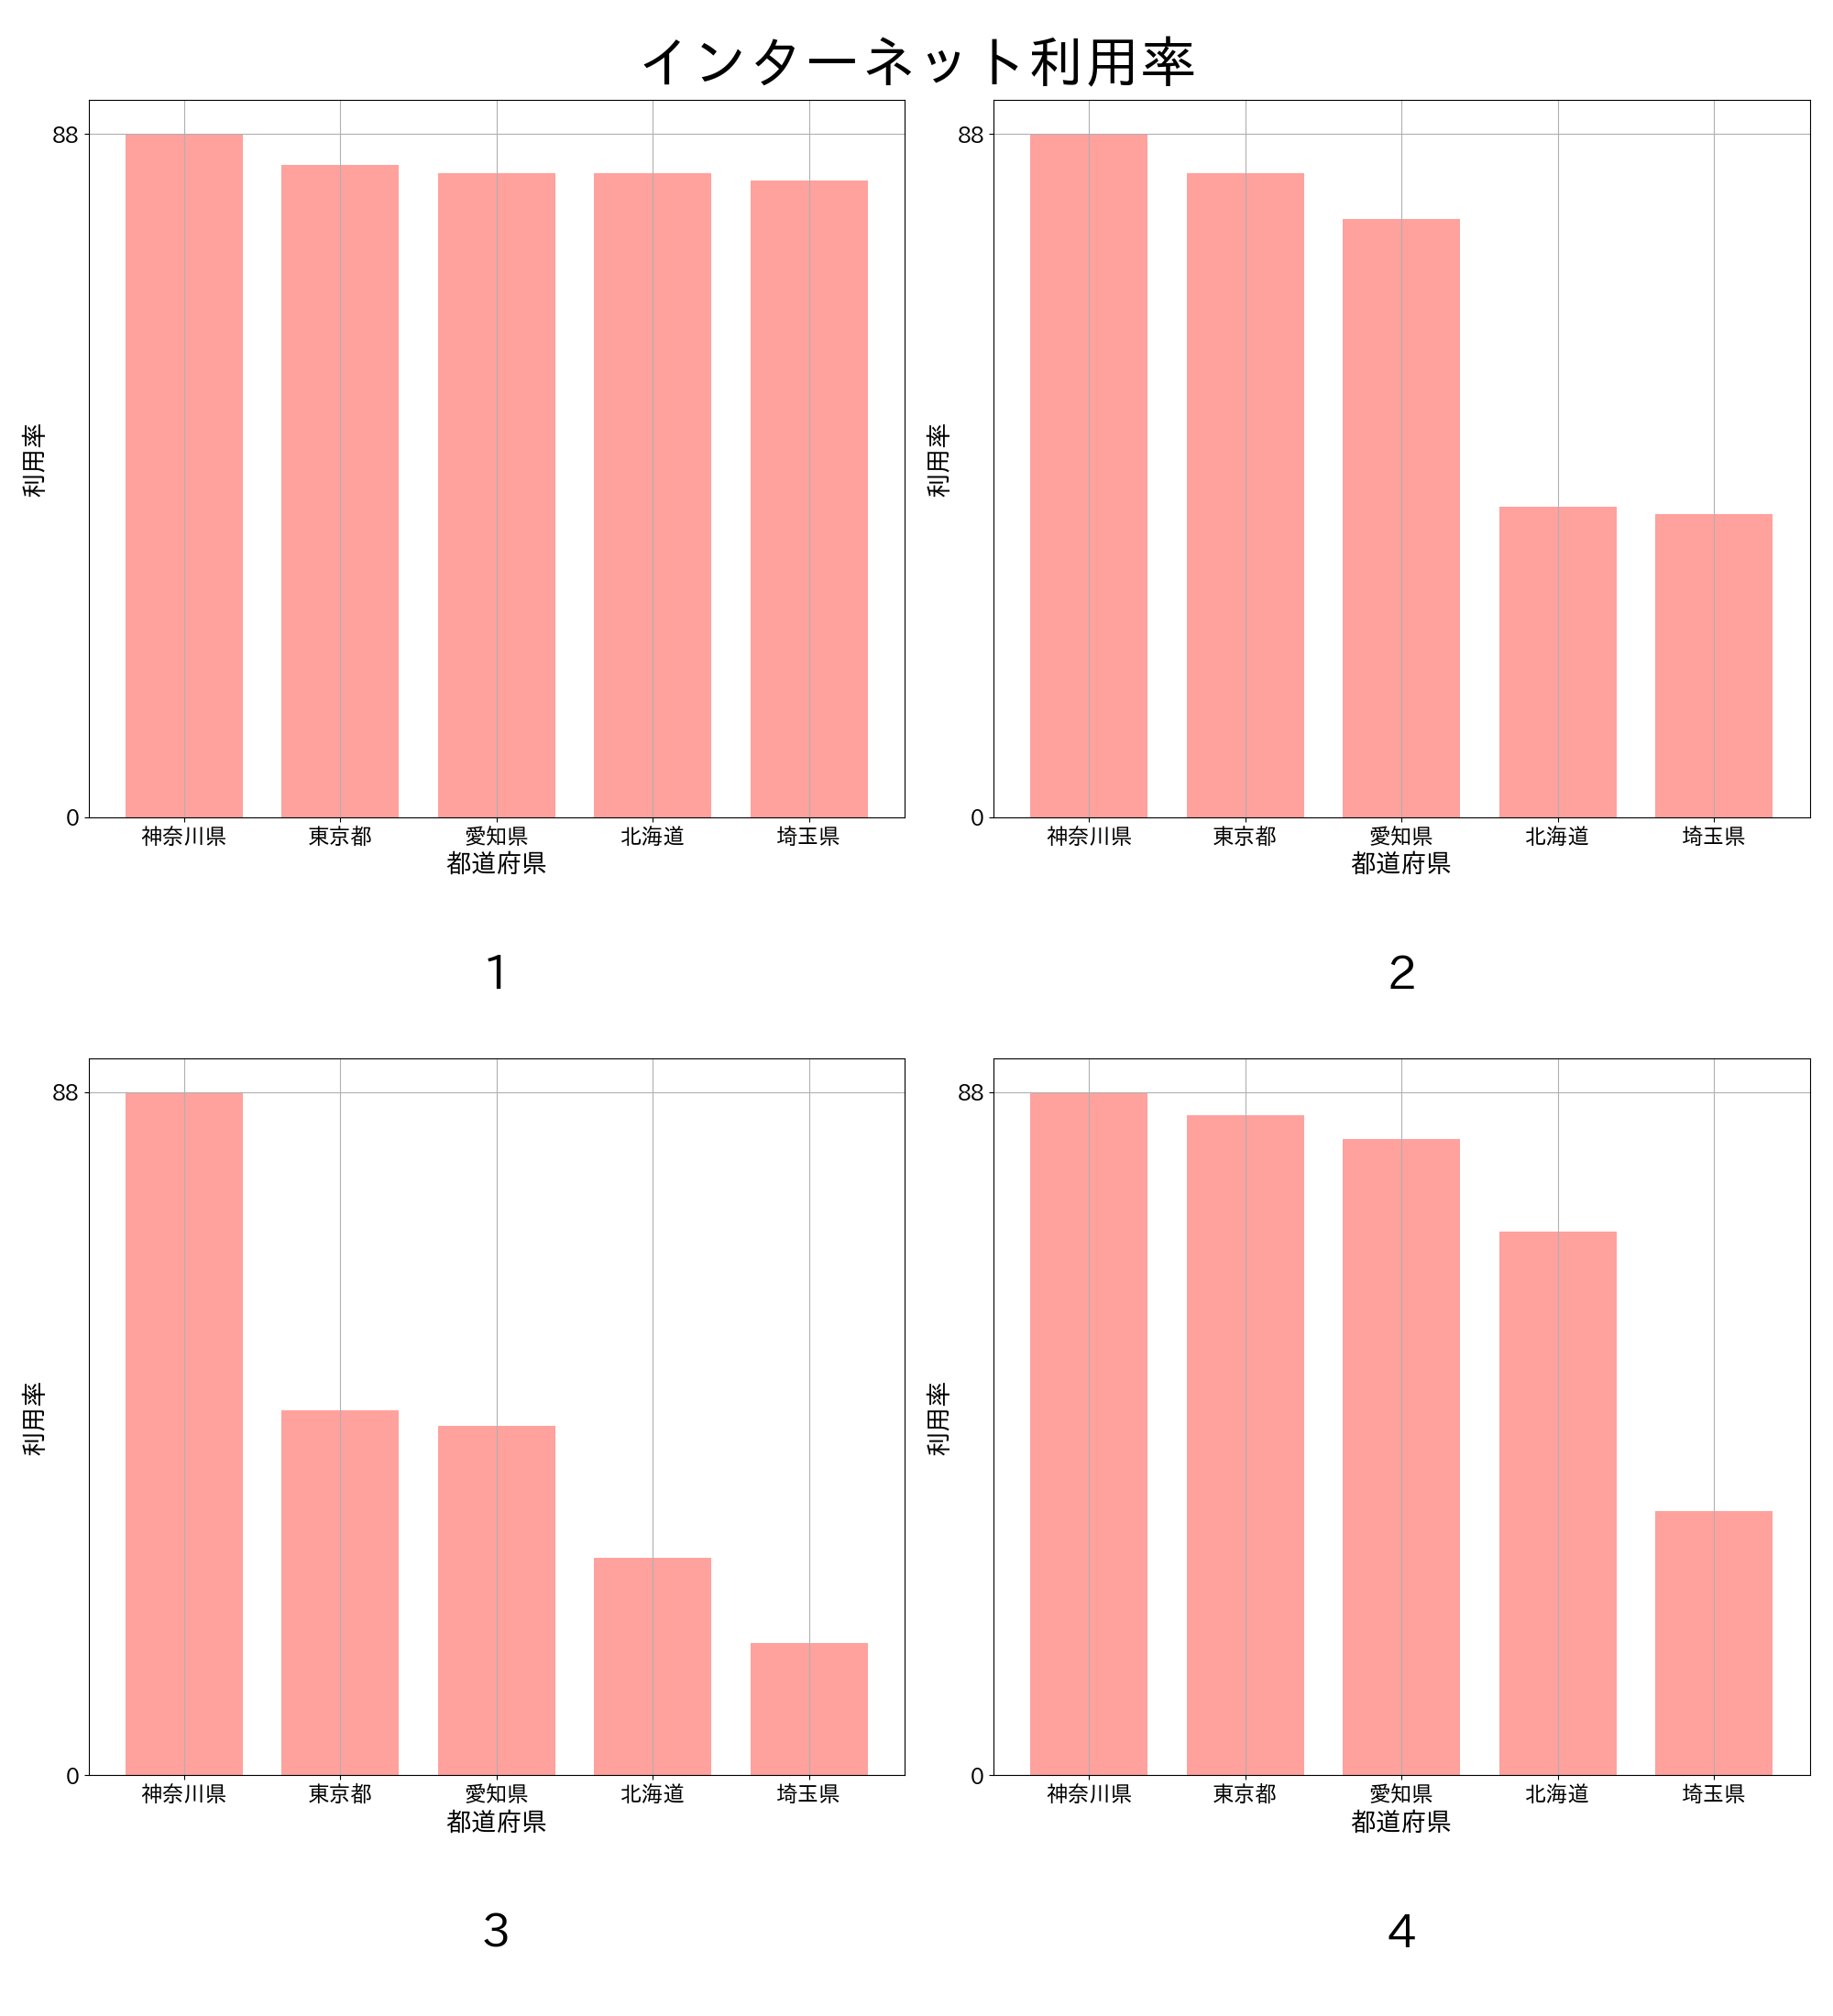 インターネット利用率
88
0
利用率
神奈川県 東京都 愛知県 北海道 埼玉県
都道府県
1
88
0
利用率
神奈川県 東京都 愛知県 北海道 埼玉県
都道府県
2
88
0
利用率
神奈川県 東京都 愛知県 北海道 埼玉県
都道府県
3
88
0
利用率
神奈川県 東京都 愛知県 北海道 埼玉県
都道府県
4